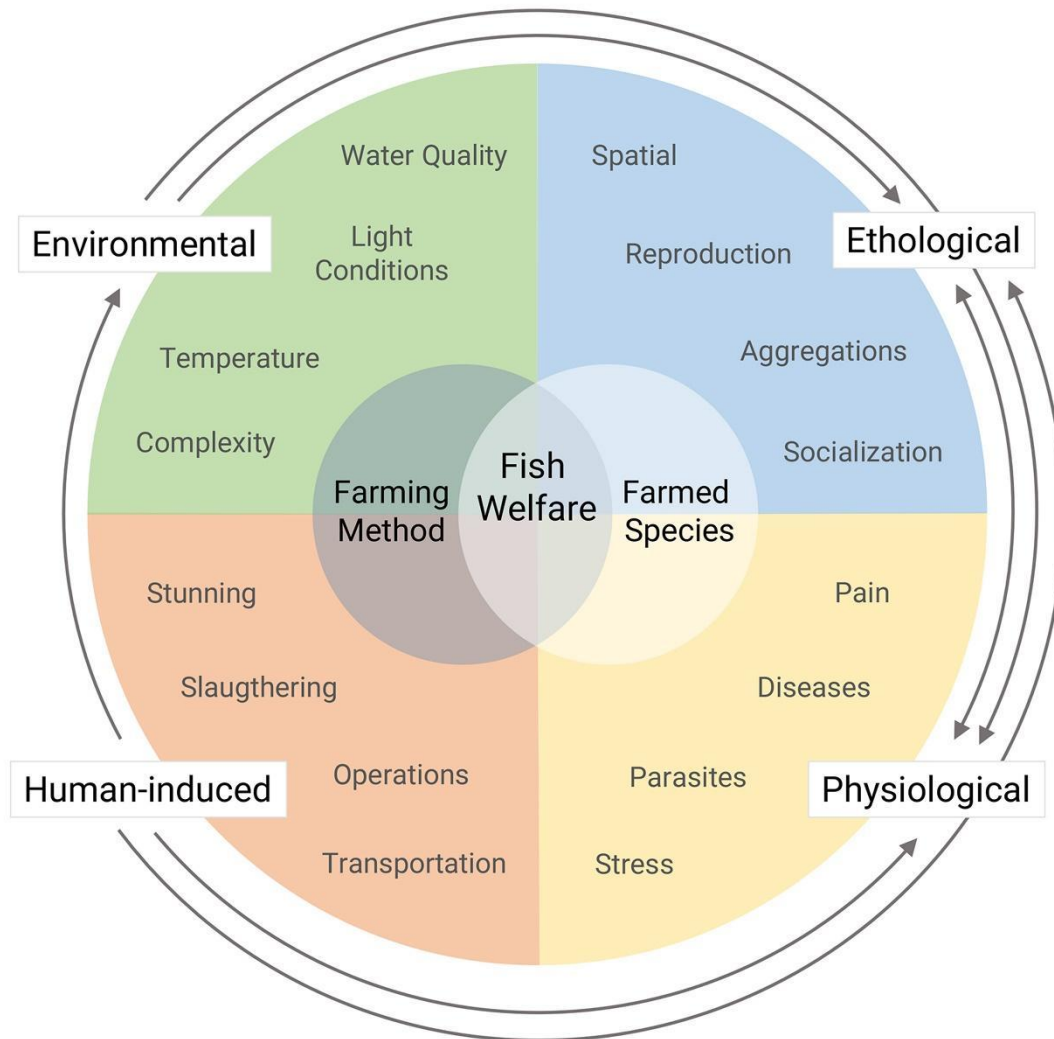 Water Quality
Spatial
Environmental
Light
Conditions
Ethological
Reproduction
Temperature
Aggregations
Complexity
Socialization
Farming
Method
Fish
Welfare
Farmed
Species
Stunning
Pain
Slaugthering
Diseases
Human-induced
Operations
Parasites
Physiological
Transportation
Stress